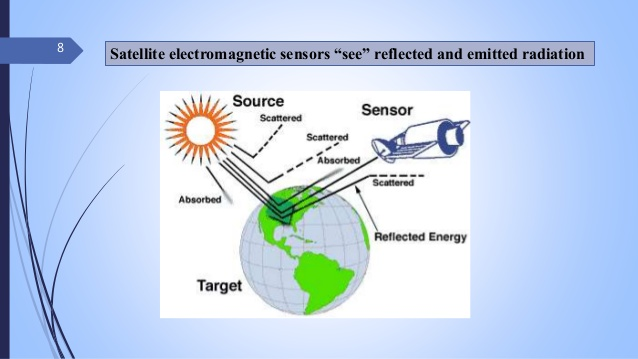 8
Satellite electromagnetic sensors “see” reflected and emitted radiation
Source
Scattered
Sensor
Scattered
Absorbed
Scattered
Absorbed
Reflected Energy
Target